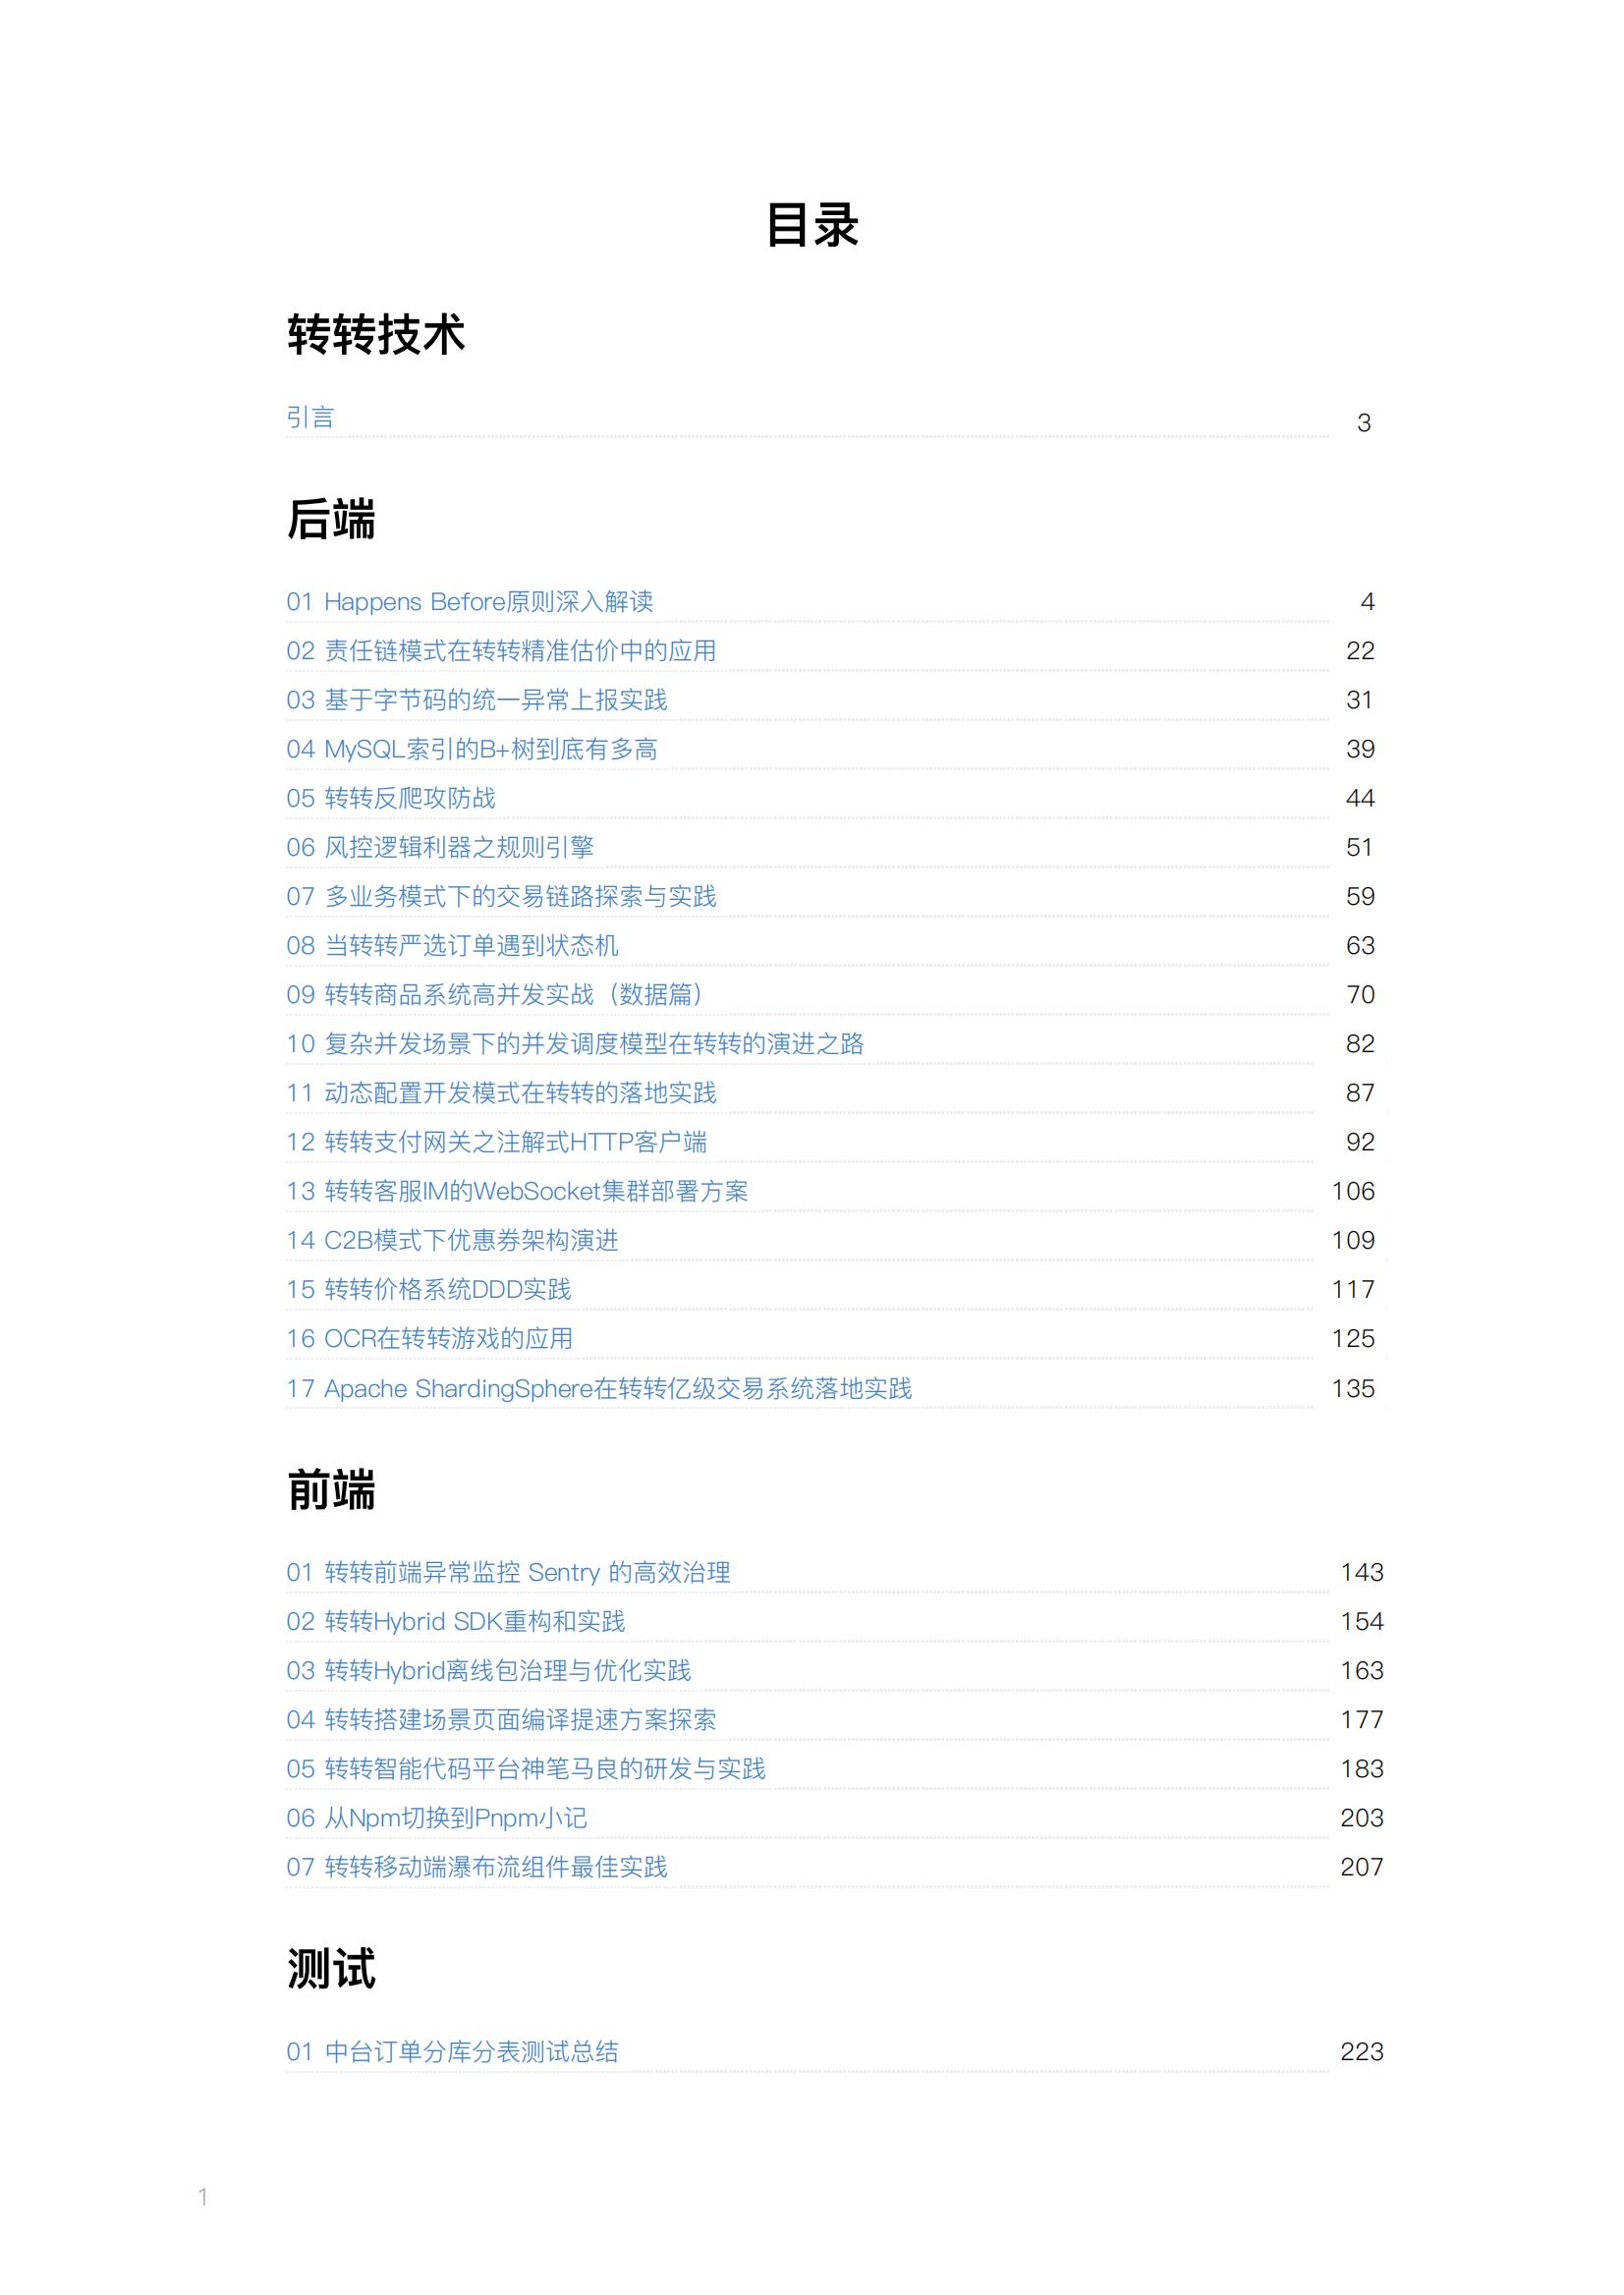 目录
转转技术
引言 3
后端
01 Happens Before原则深入解读 4
02 责任链模式在转转精准估价中的应用 22
03 基于字节码的统一异常上报实践 31
04 MySQL索引的B+树到底有多高 39
05 转转反爬攻防战 44
06 风控逻辑利器之规则引擎 51
07 多业务模式下的交易链路探索与实践 59
08 当转转严选订单遇到状态机 63
09 转转商品系统高并发实战（数据篇） 70
10 复杂并发场景下的并发调度模型在转转的演进之路 82
11 动态配置开发模式在转转的落地实践 87
12 转转支付网关之注解式HTTP客户端 92
13 转转客服IM的WebSocket集群部署方案 106
14 C2B模式下优惠券架构演进 109
15 转转价格系统DDD实践 117
16 OCR在转转游戏的应用 125
17 Apache ShardingSphere在转转亿级交易系统落地实践 135
前端
01 转转前端异常监控 Sentry 的高效治理 143
02 转转Hybrid SDK重构和实践 154
03 转转Hybrid离线包治理与优化实践 163
04 转转搭建场景页面编译提速方案探索 177
05 转转智能代码平台神笔马良的研发与实践 183
06 从Npm切换到Pnpm小记 203
07 转转移动端瀑布流组件最佳实践 207
测试
01 中台订单分库分表测试总结 223
1